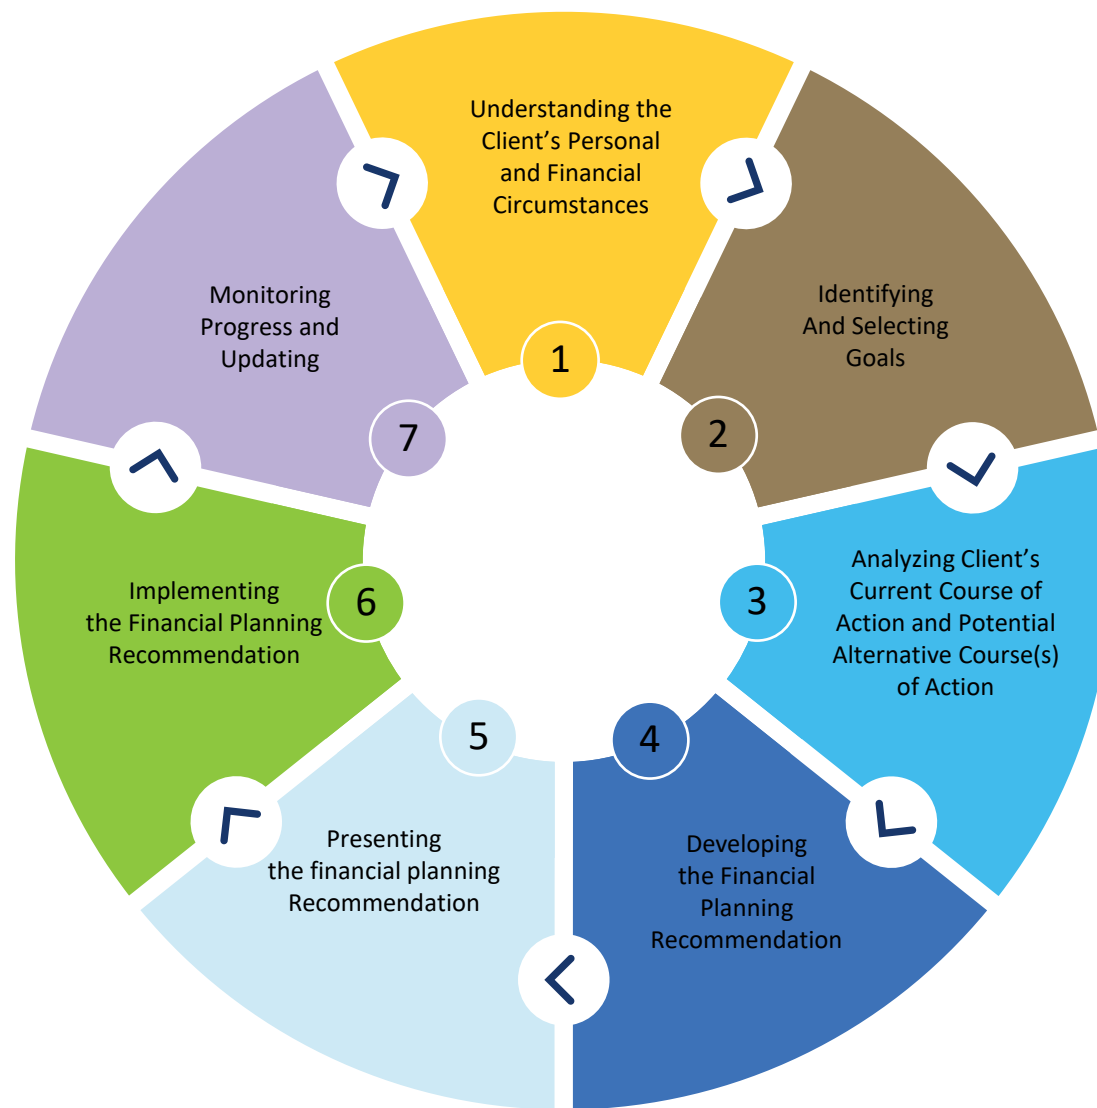 Understanding the
Client’s Personal
and Financial
Circumstances
1
Identifying
And Selecting
Goals
2
Analyzing Client’s
Current Course of
Action and Potential
Alternative Course(s)
of Action
3
Developing
the Financial
Planning
Recommendation
4
Presenting
the financial planning
Recommendation
5
Implementing
the Financial Planning
Recommendation
6
Monitoring
Progress and
Updating
7